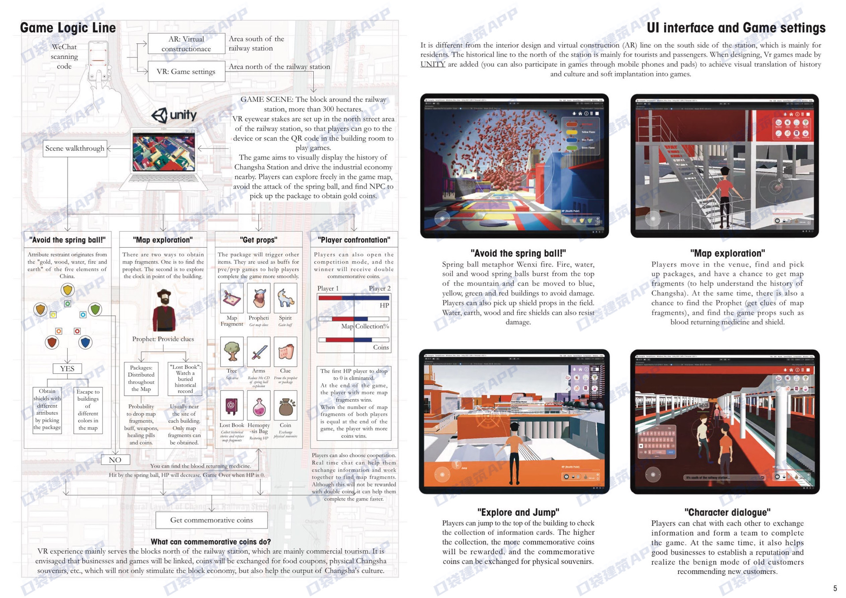 Game Logic Line
WeChat
scanning
code
AR: Virtual
constructionace
Area south of the
railway station
VR: Game settings
Area north of the railway station
unity
Scene walkthrough
GAME SCENE: The block around the railway
station, more than 300 hectares.
VR eyewear stakes are set up in the north street area
of the railway station, so that players can go to the
device or scan the QR code in the building room to
play games.
The game aims to visually display the history of
Changsha Station and drive the industrial economy
nearby. Players can explore freely in the game map,
avoid the attack of the spring ball, and find NPC to
pick up the package to obtain gold coins.
"Avoid the spring ball!"
Attribute restraint originates from
the "gold, wood, water, fire and
earth" of the five elements of
China.
YES
Obtain
shields with
different
attributes
by picking
the package
Escape to
buildings
of
different
colors in
the map
NO
"Map exploration"
There are two ways to obtain
map fragments. One is to find the
prophet. The second is to explore
the clock in point of the building.
Prophet: Provide clues
Packages:
Distributed
throughout
the Map
"Lost Book":
Watch a
buried
historical
record
Probability
to drop map
fragments,
buff, weapons,
healing pills
and coins.
Usually near
the site of
each building.
Only map
fragments can
be obtained.
"Get props"
The package will trigger other
items. They are used as buffs for
pve/pvp games to help players
complete the game more smoothly.
Map
Fragment
Propheti
Get map clues
Spirit
Gain buff
Tree
Arms
Clue
Lost Book
Hemopty
-sis Bag
Restoring HP
Coin
Exchange
physical souvenirs
"Player confrontation"
Players can also open the
competition mode, and the
winner will receive double
commemorative coins.
Player 1
Player 2
HP
Map Collection%
Coins
The first HP player to drop
to 0 is eliminated.
At the end of the game,
the player with more map
fragments wins.
When the number of map
fragments of both players
is equal at the end of the
game, the player with more
coins wins.
Players can also choose cooperation.
Real time chat can help them
exchange information and work
together to find map fragments.
Although this will not be rewarded
with double coins, it can help them
complete the game faster.
You can find the blood returning medicine
Hit by the spring ball, HP will decrease. Game Over when HP is 0.
Get commemorative coins
What can commemorative coins do?
VR experience mainly serves the blocks north of the railway station, which are mainly commercial tourism. It is
envisaged that businesses and games will be linked, coins will be exchanged for food coupons, physical Changsha
souvenirs, etc., which will not only stimulate the block economy, but also help the output of Changsha's culture.
UI interface and Game settings
It is different from the interior design and virtual construction (AR) line on the south side of the station, which is mainly for
residents. The historical line to the north of the station is mainly for tourists and passengers. When designing, Vr games made by
UNITY are added (you can also participate in games through mobile phones and pads) to achieve visual translation of history
and culture and soft implantation into games.
"Avoid the spring ball!"
Spring ball metaphor Wenxi fire. Fire, water,
soil and wood spring balls burst from the top
of the mountain and can be moved to blue,
yellow, green and red buildings to avoid damage.
Players can also pick up shield props in the field.
Water, earth, wood and fire shields can also resist
damage.
"Map exploration"
Players move in the venue, find and pick
up packages, and have a chance to get map
fragments (to help understand the history of
Changsha). At the same time, there is also a
chance to find the Prophet (get clues of map
fragments), and find the game props such as
blood returning medicine and shield.
"Explore and Jump"
Players can jump to the top of the building to check
the collection of information cards. The higher
the collection, the more commemorative coins
will be rewarded, and the commemorative
coins can be exchanged for physical souvenirs.
"Character dialogue"
Players can chat with each other to exchange
information and form a team to complete
the game. At the same time, it also helps
good businesses to establish a reputation and
realize the benign mode of old customers
recommending new customers.
5
口袋建筑APP